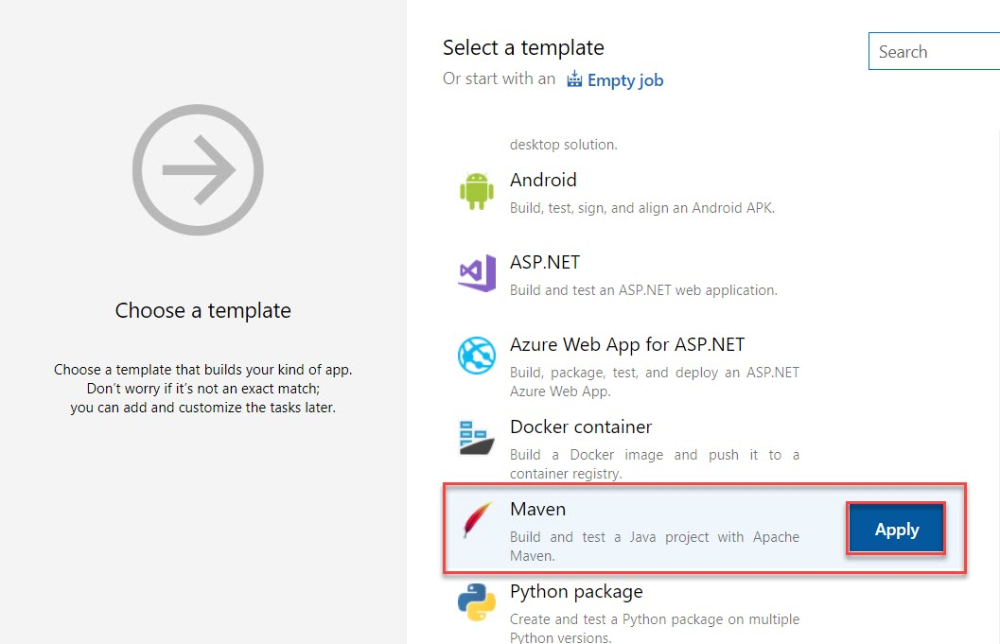 Choose a template
Choose a template that builds your kind of app.
Don't worry if it's not an exact match;
you can add and customize the tasks later.
Select a template
Or start with an Empty job
Search
desktop solution.
Android
Build, test, sign, and align an Android APK.
ASP.NET
Build and test an ASP.NET web application.
Azure Web App for ASP.NET
Build, package, test, and deploy an ASP.NET
Azure Web App.
Docker container
Build a Docker image and push it to a
container registry.
Maven
Build and test a Java project with Apache
Maven.
Apply
Python package
Create and test a Python package on multiple
Python versions.